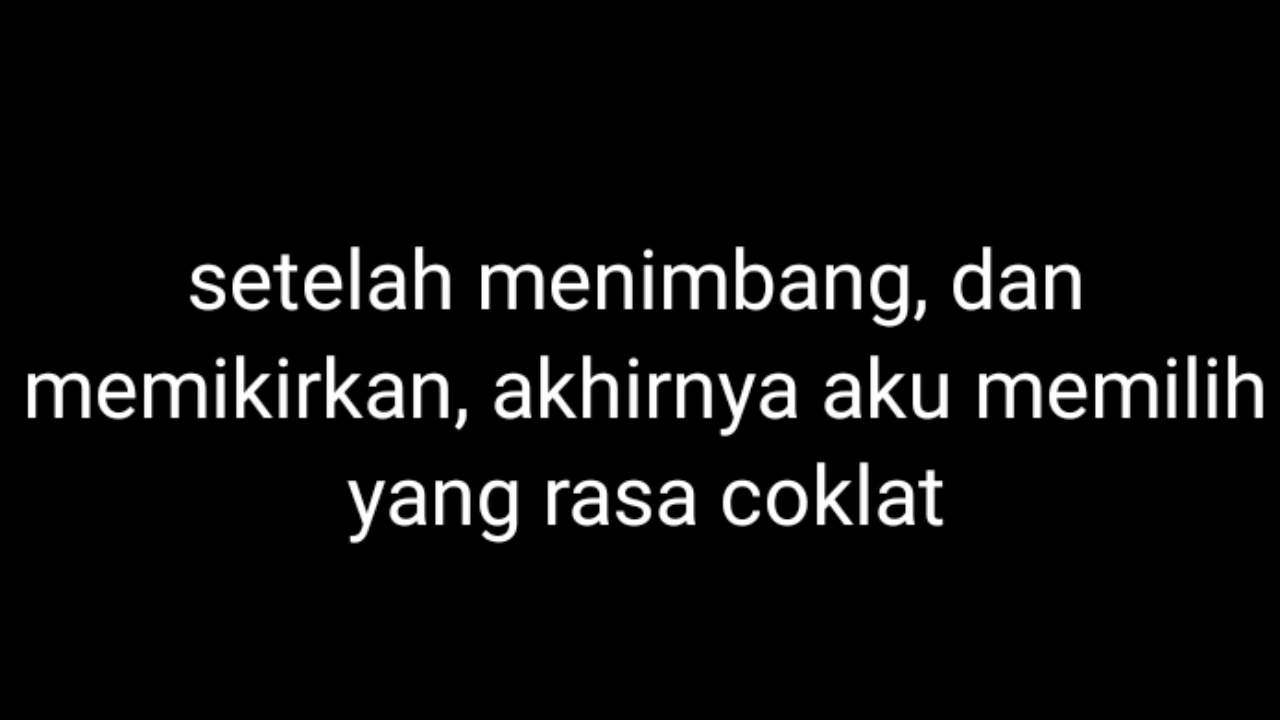 setelah menimbang, dan
memikirkan, akhirnya aku memilih
yang rasa coklat